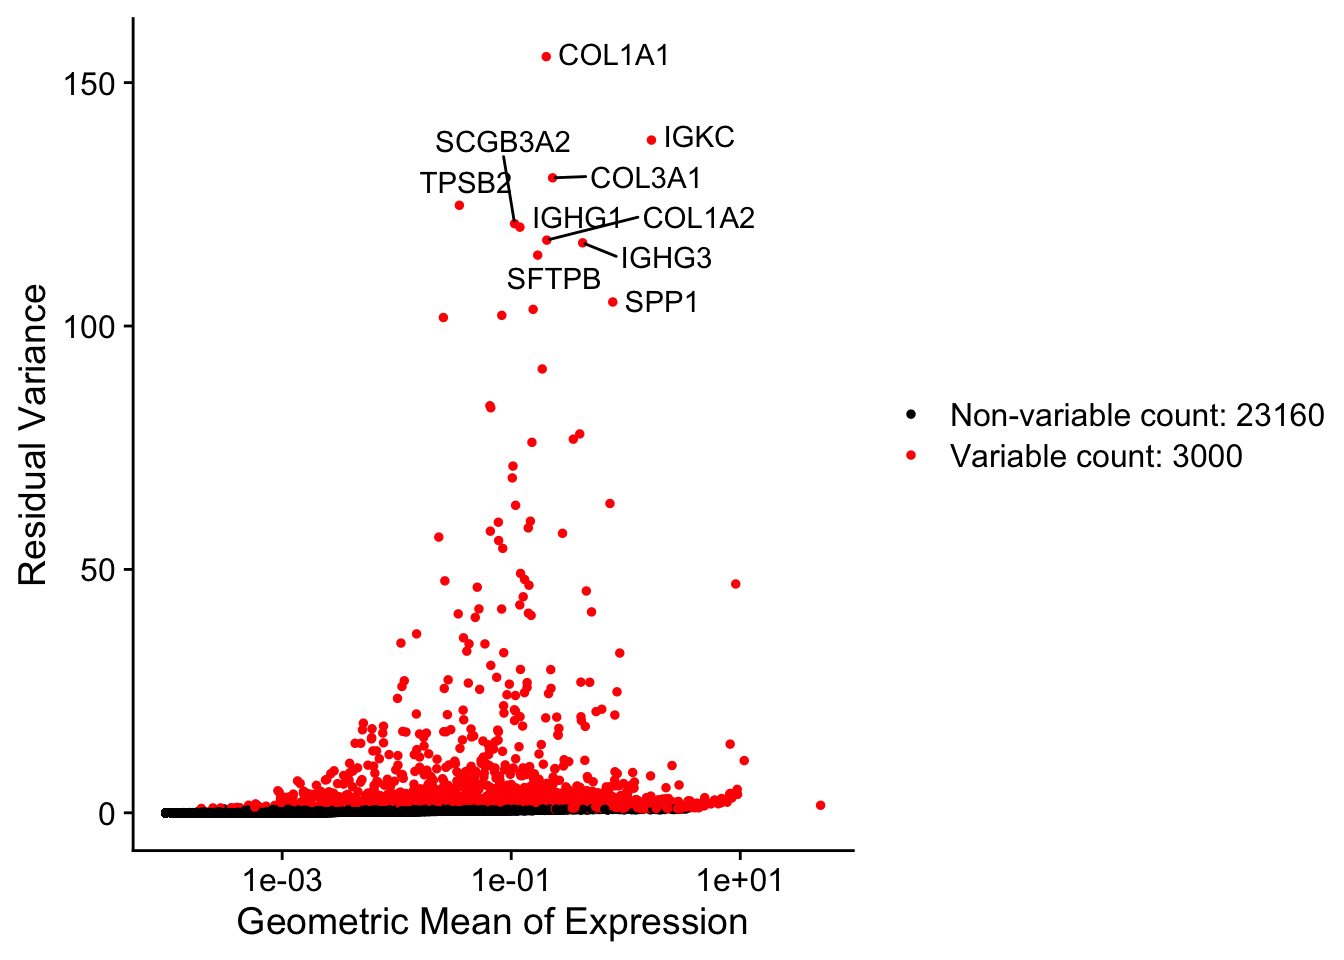 COL1A1
150
IGKC
SCGB3A2
COL3A1
TPSB2
IGHG1
COL1A2
IGHG3
SFTPB
SPP1
100
Residual Variance
Non-variable count: 23160
Variable count: 3000
50
0
1e-03
1e-01
1e+01
Geometric Mean of Expression